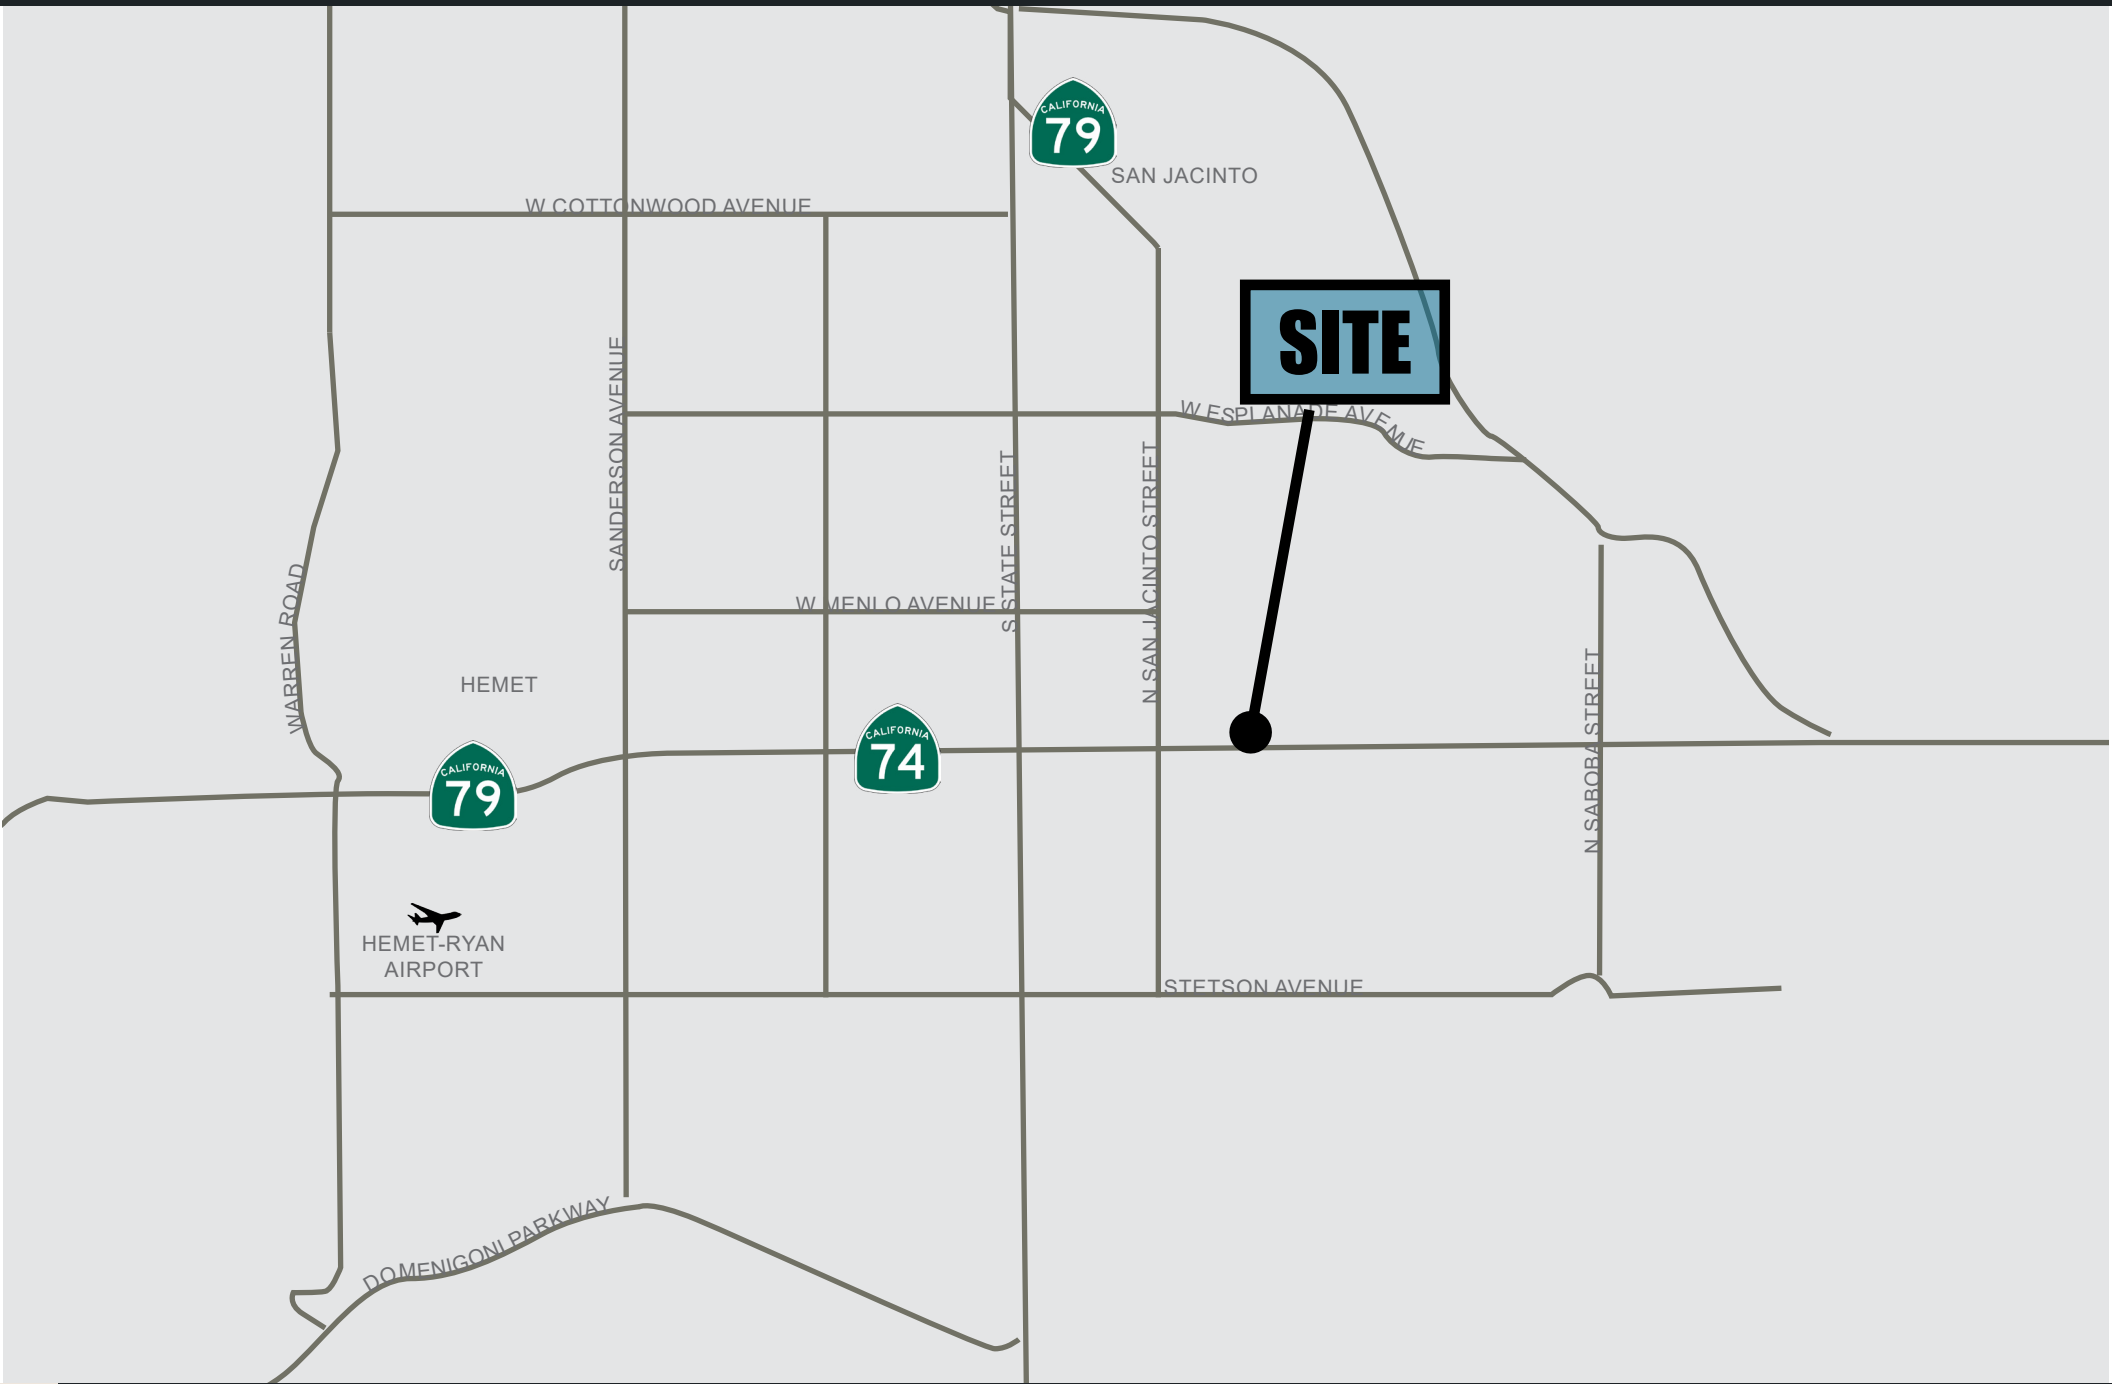 CALIFORNIA
79
SAN JACINTO
W COTTONWOOD AVENUE
SITE
SANDERSON AVENUE
W ESPLANADE AVENUE
S STATE STREET
N SAN JACINTO STREET
WARREN ROAD
W MENLO AVENUE
HEMET
N SABOBA STREET
CALIFORNIA
74
CALIFORNIA
79
HEMET-RYAN
AIRPORT
STETSON AVENUE
DOMENIGONI PARKWAY